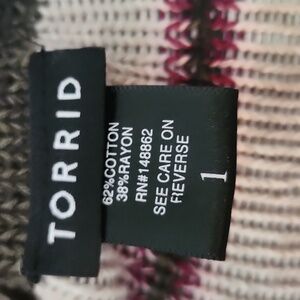 TORRID
62%COTTON
38%RAYON
RN#148862
SEE CARE ON
REVERSE
1